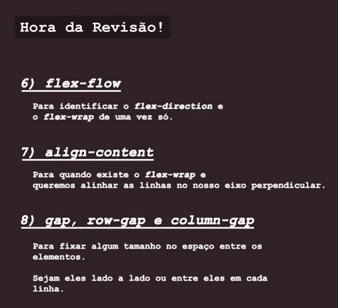 Hora da Revisão!
6) flex-flow
Para identificar o flex-direction e
o flex-wrap de uma vez só.
7) align-content
Para quando existe o flex-wrap e
queremos alinhar as linhas no nosso eixo perpendicular.
8) gap, row-gap e column-gap
Para fixar algum tamanho no espaço entre os
elementos.
Sejam eles lado a lado ou entre eles em cada
linha.